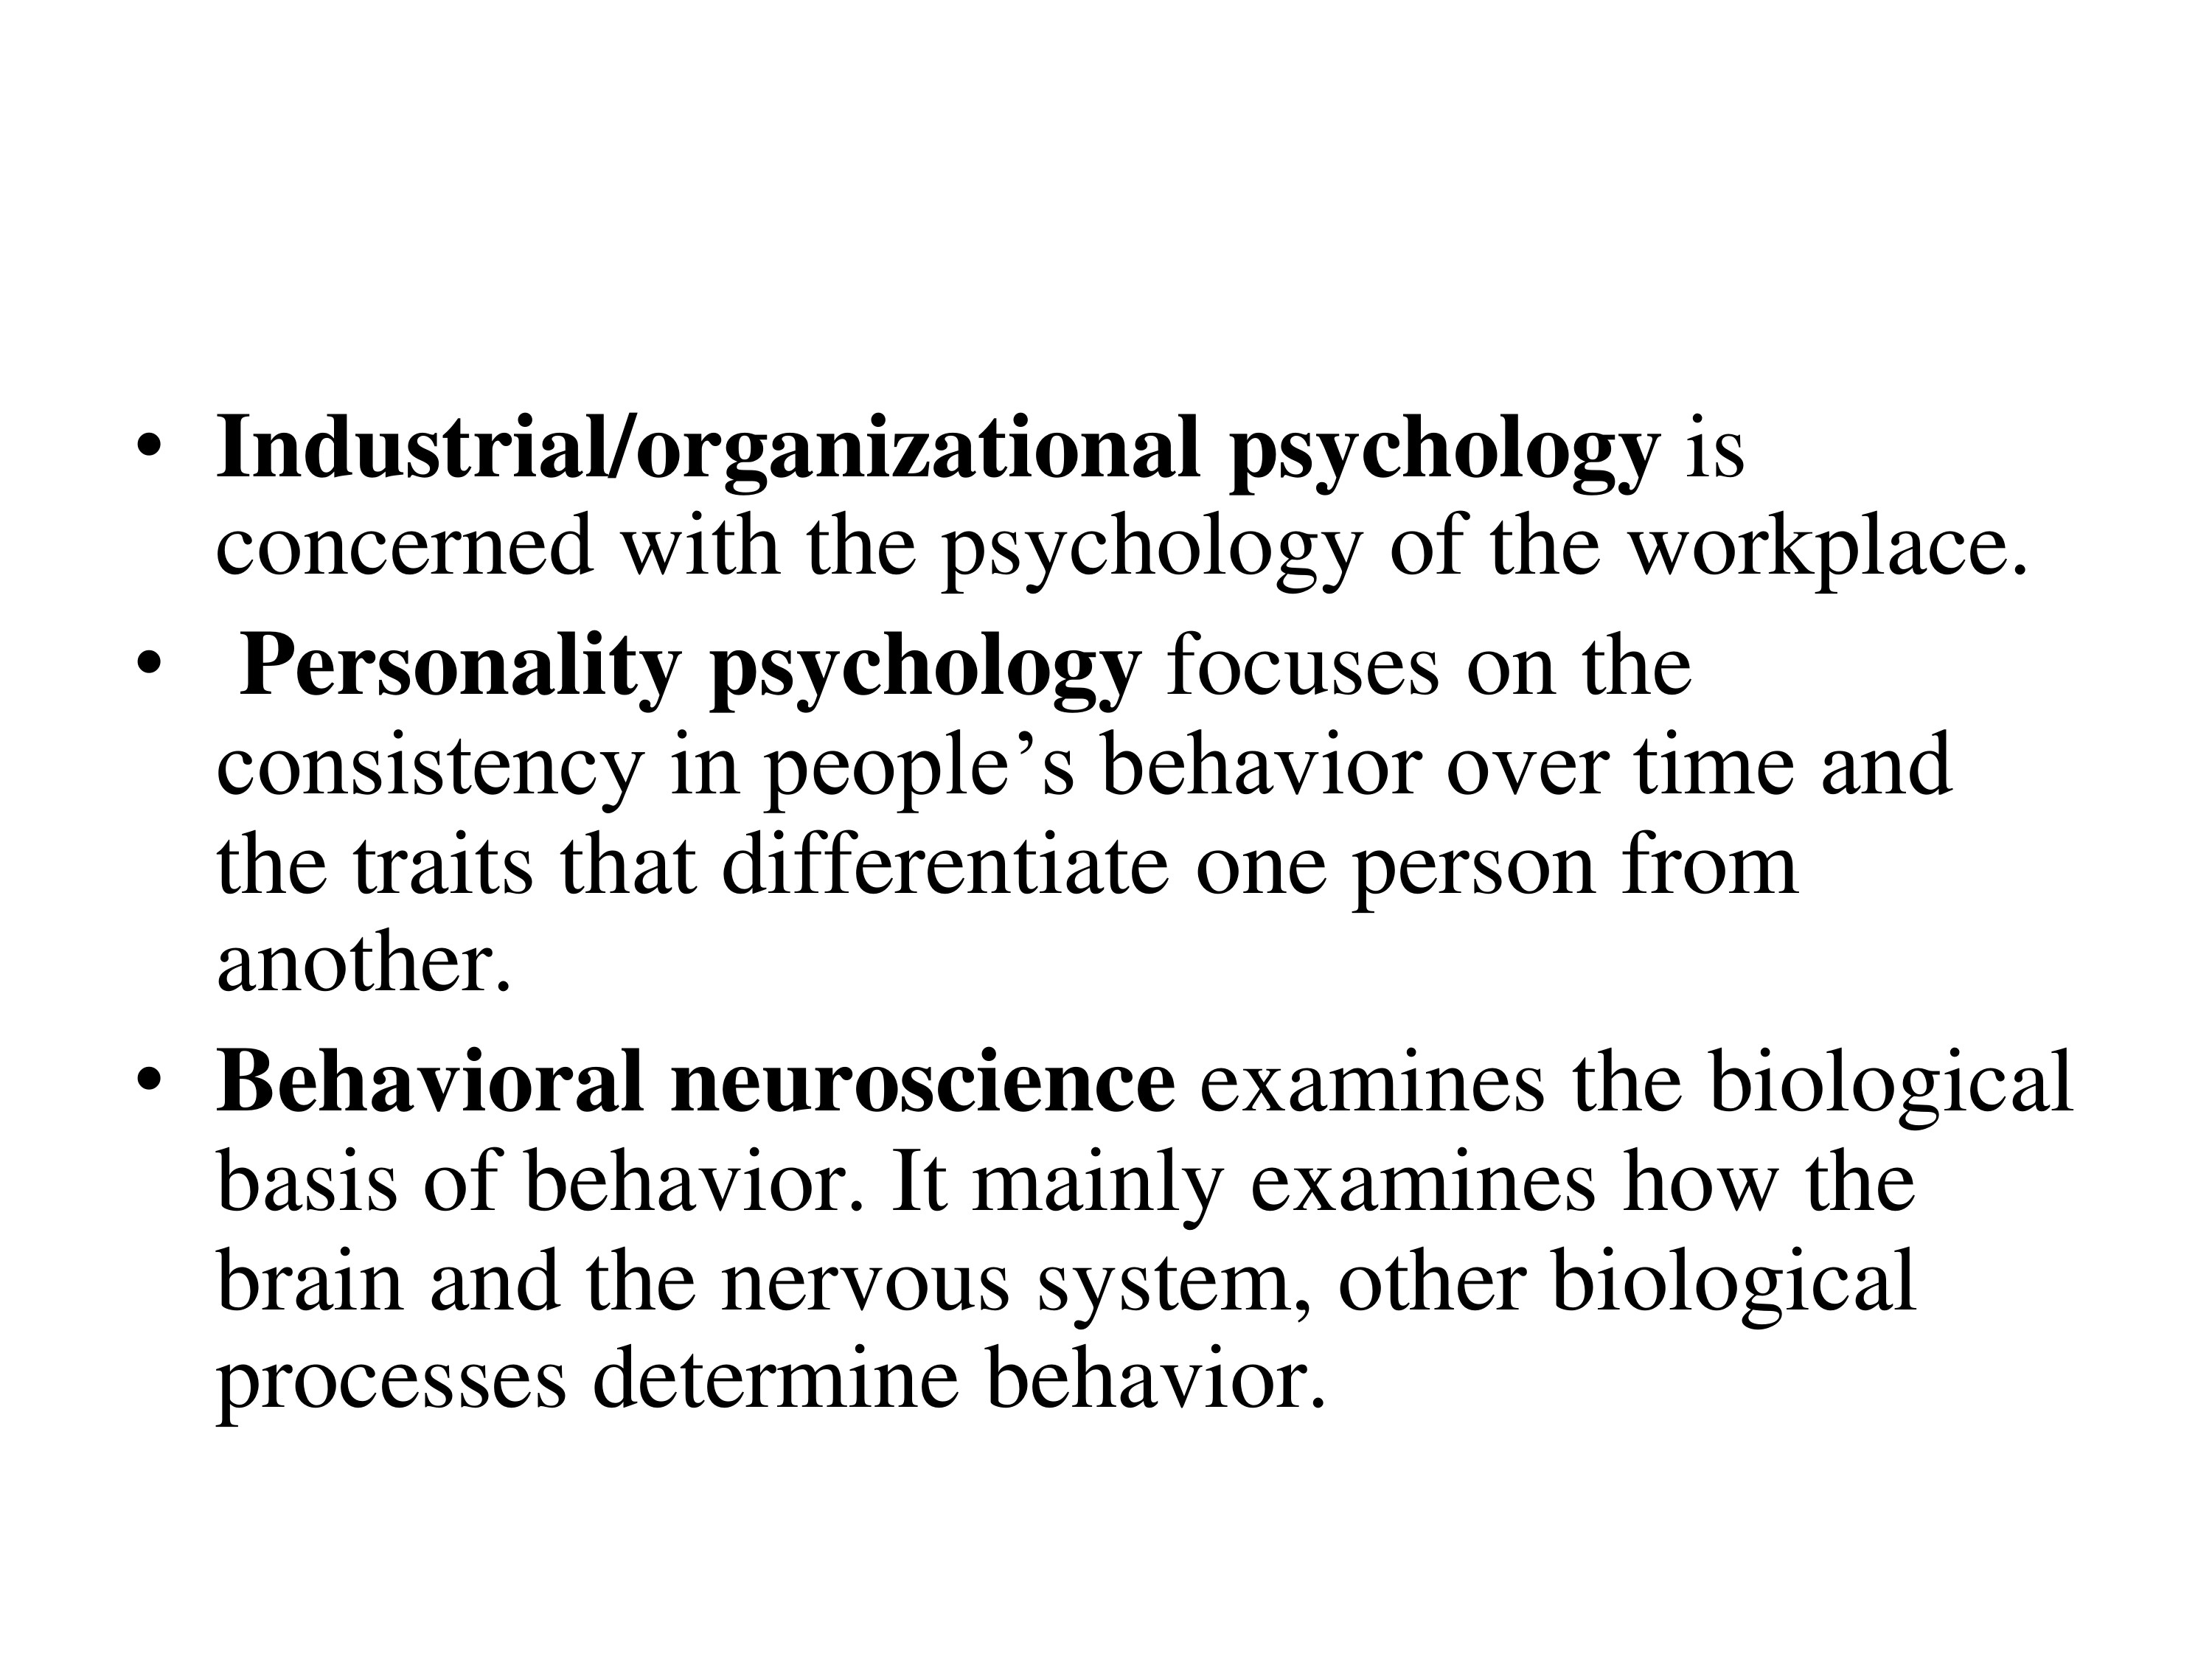 • Industrial/organizational psychology is
concerned with the psychology of the workplace.
• Personality psychology focuses on the
consistency in people’s behavior over time and
the traits that differentiate one person from
another.
• Behavioral neuroscience examines the biological
basis of behavior. It mainly examines how the
brain and the nervous system, other biological
processes determine behavior.